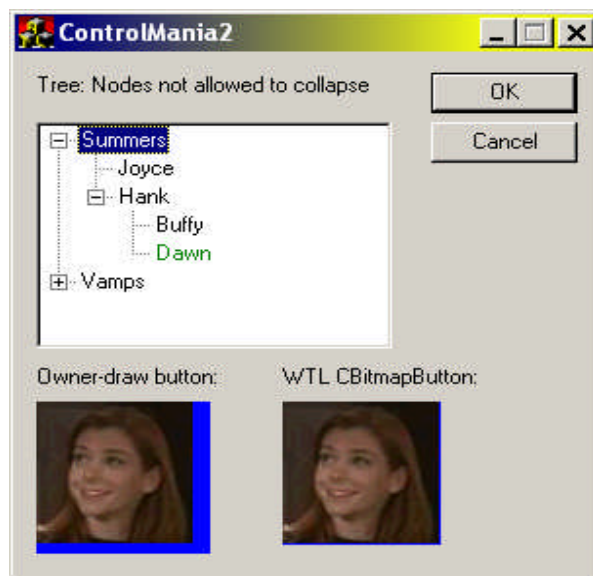 ControlMania2
Tree: Nodes not allowed to collapse
OK
Cancel
Summers
Joyce
Hank
Buffy
Dawn
Vamps
Owner-draw button:
WTL CBitmapButton: